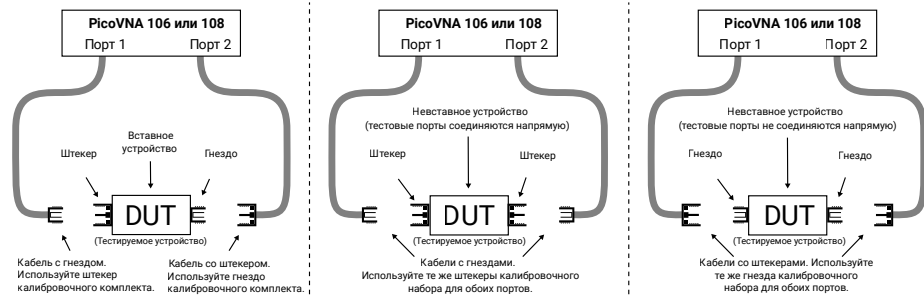 PicoVNA 106 или 108
Порт 1 Порт 2
Вставное
устройство
Штекер
Гнездо
DUT
(Тестируемое устройство)
Кабель с гнездом.
Используйте штекер
калибровочного комплекта.
Кабель со штекером.
Используйте гнездо
калибровочного комплекта.
PicoVNA 106 или 108
Порт 1 Порт 2
Невставное устройство
(тестовые порты соединяются напрямую)
Штекер
Штекер
DUT
(Тестируемое устройство)
Кабели с гнездами.
Используйте те же штекеры калибровочного
набора для обоих портов.
PicoVNA 106 или 108
Порт 1 Порт 2
Невставное устройство
(тестовые порты не соединяются напрямую)
Гнездо
Гнездо
DUT
(Тестируемое устройство)
Кабели со штекерами. Используйте
те же гнезда калибровочного
набора для обоих портов.